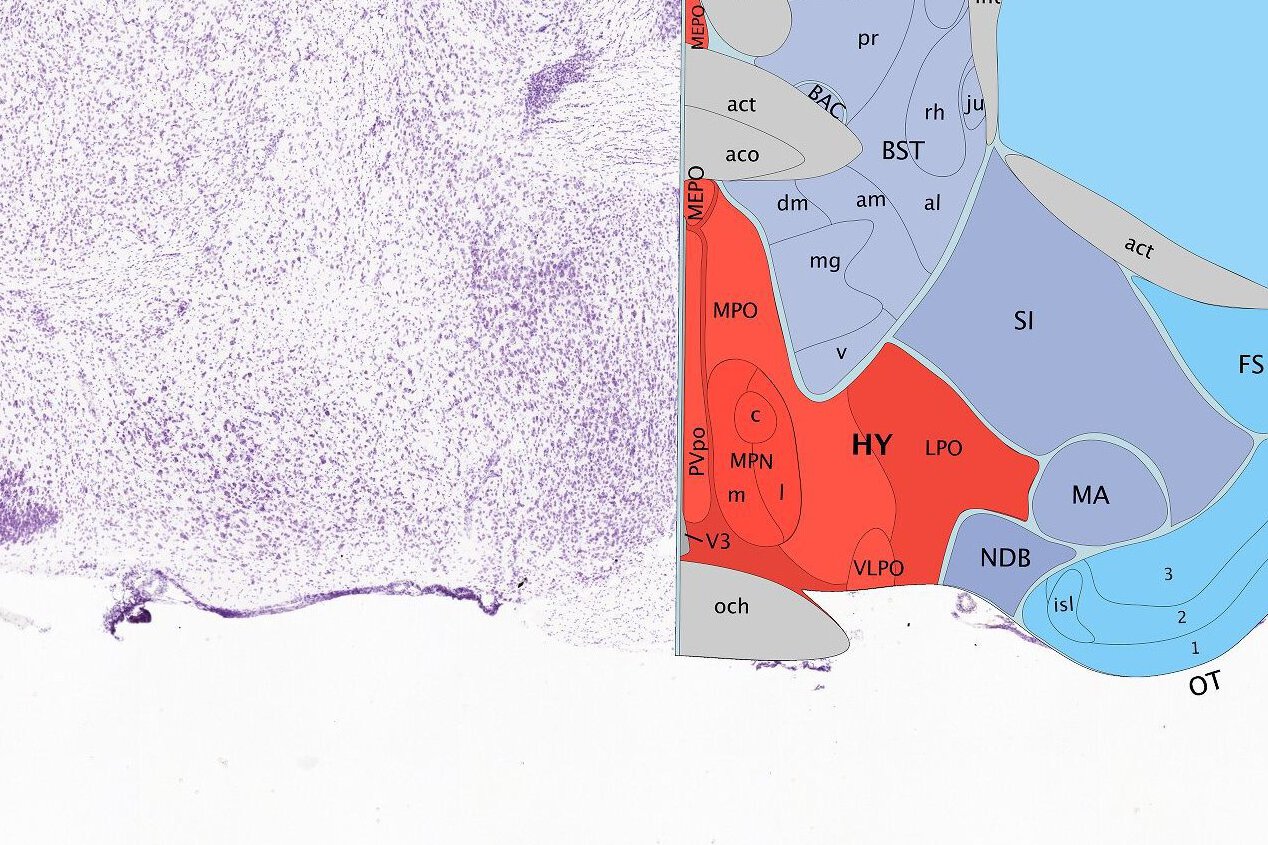 int
MEPO
pr
act
BAC
rh
ju
aco
BST
MEPO
dm
am
al
mg
act
MPO
SI
v
FS
c
PVpo
HY
LPO
MPN
m
l
MA
V3
NDB
VLPO
3
och
isl
2
1
OT